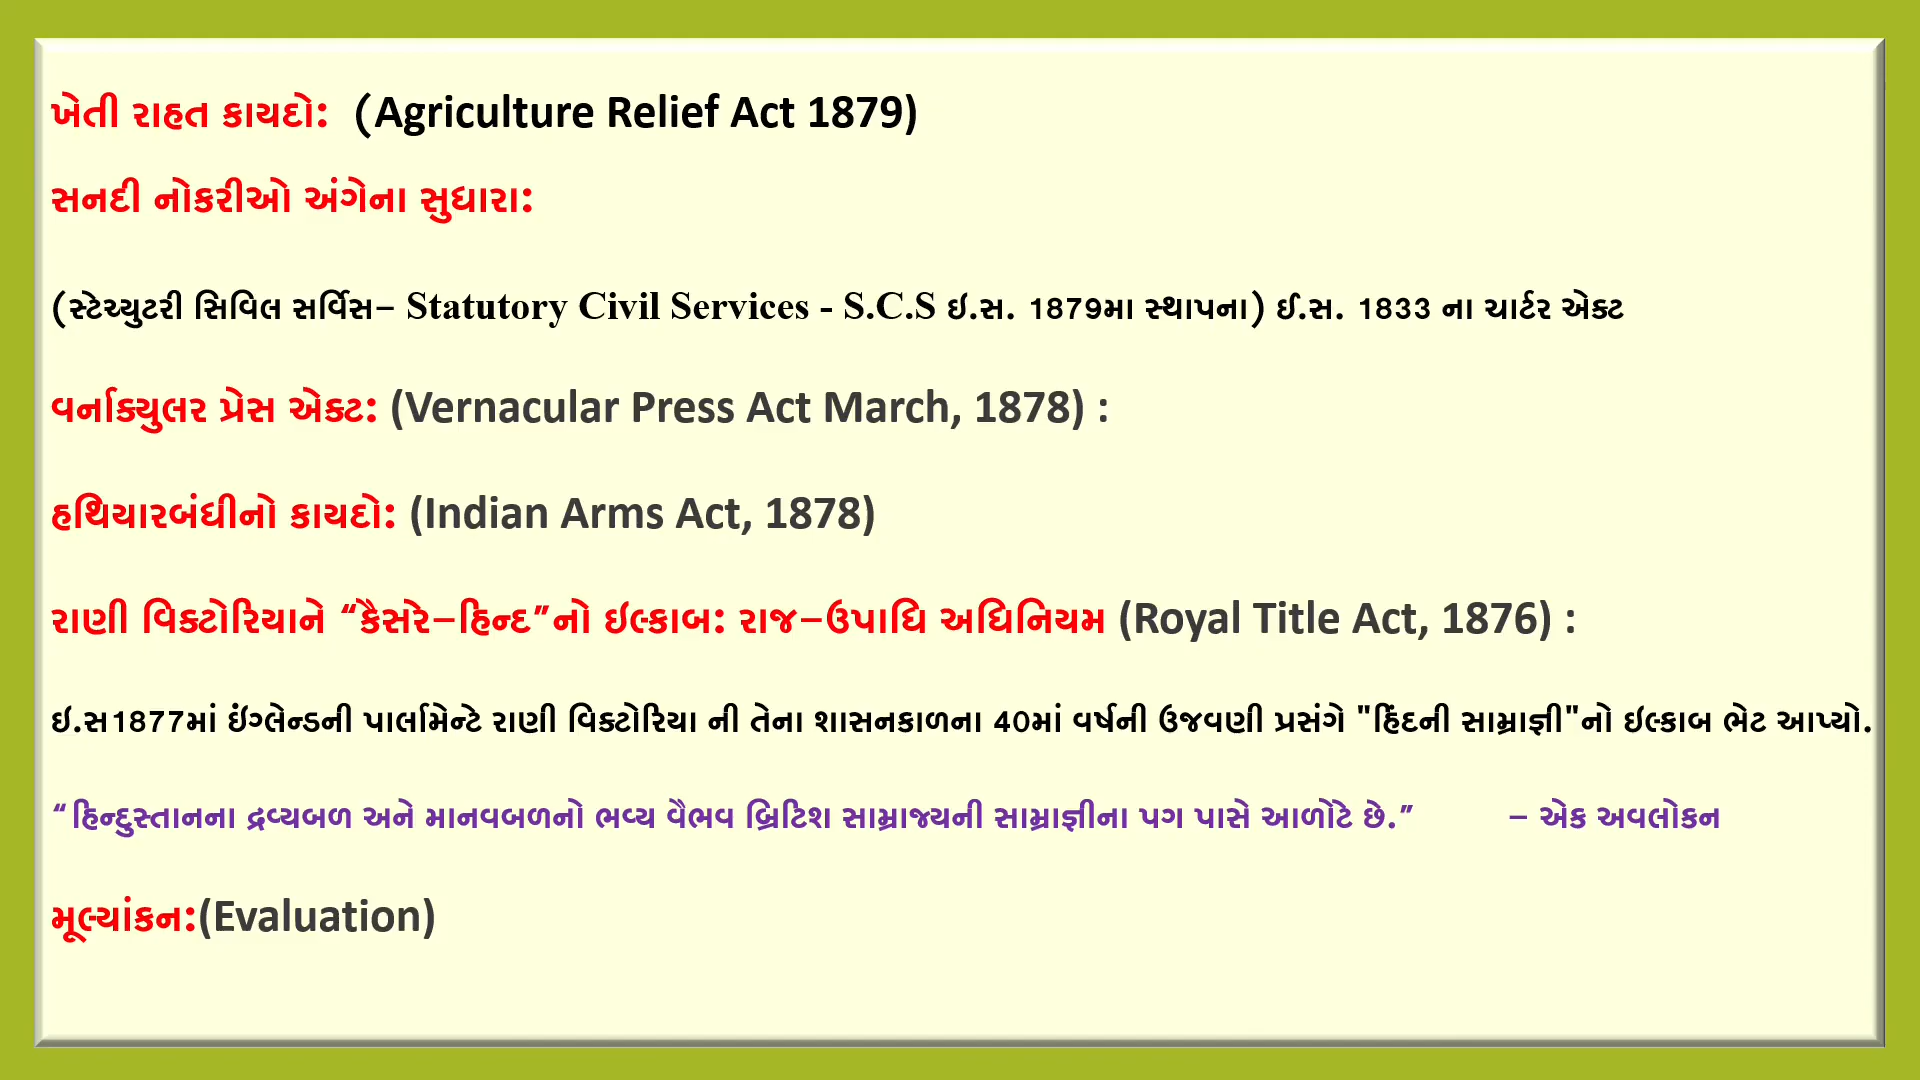 ખેતી રાહત કાયદો: (Agriculture Relief Act 1879)
સનદી નોકરીઓ અંગેના સુધારા:
(સ્ટેચ્યુટરી સિવિલ સર્વિસ– Statutory Civil Services - S.C.S ઇ.સ. 1879મા સ્થાપના) ઈ.સ. 1833 ના ચાર્ટર એક્ટ
વર્નાક્યુલર પ્રેસ એક્ટ: (Vernacular Press Act March, 1878) :
હથિયારબંધીનો કાયદો: (Indian Arms Act, 1878)
રાણી વિક્ટોરિયાને “કૈસરે–હિન્દ”નો ઇલ્કાબ: રાજ–ઉપાધિ અધિનિયમ (Royal Title Act, 1876) :
ઇ.સ1877માં ઇંગ્લેન્ડની પાર્લામેન્ટે રાણી વિક્ટોરિયા ની તેના શાસનકાળના 40માં વર્ષની ઉજવણી પ્રસંગે "હિંદની સામ્રાજ્ઞી"નો ઇલ્કાબ ભેટ આપ્યો.
“હિન્દુસ્તાનના દ્રવ્યબળ અને માનવબળનો ભવ્ય વૈભવ બ્રિટિશ સામ્રાજ્યની સામ્રાજ્ઞીના પગ પાસે આળોંટે છે.” – એક અવલોકન
મૂલ્યાંકન:(Evaluation)